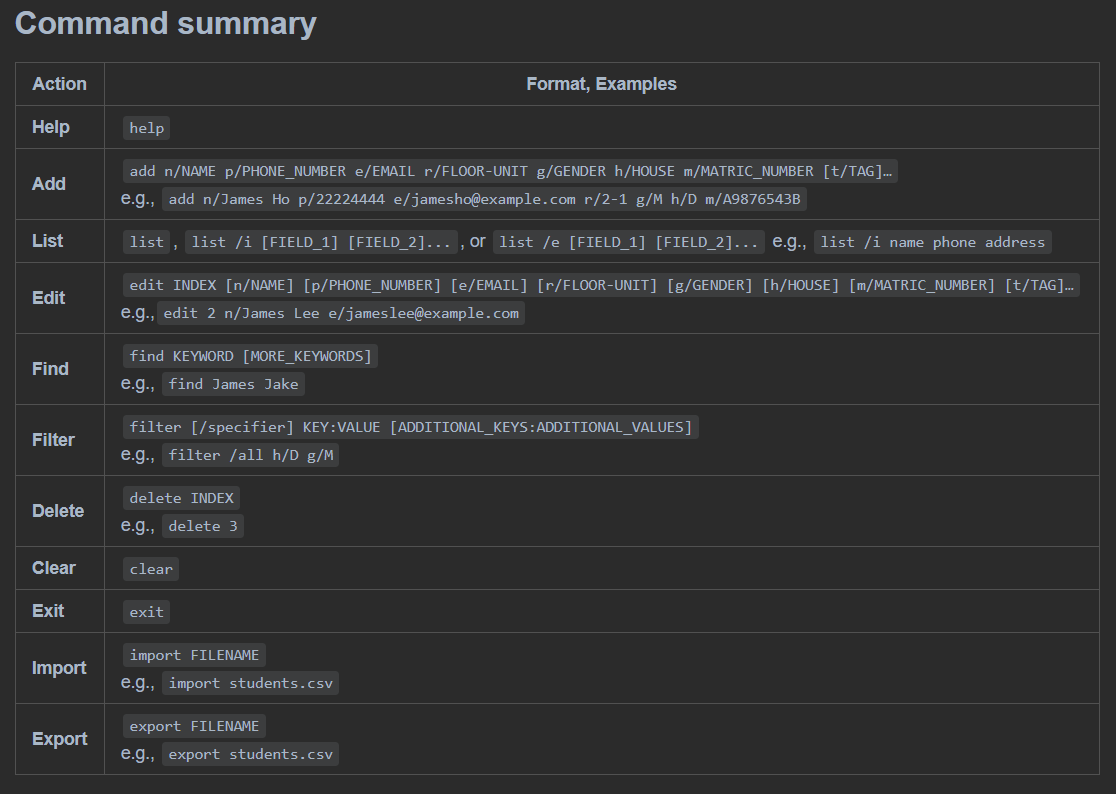 Command summary
Action Format, Examples
Help help
Add add n/NAME p/PHONE_NUMBER e/EMAIL r/FLOOR-UNIT g/GENDER h/HOUSE m/MATRIC_NUMBER [t/TAG]…
e.g., add n/James Ho p/22224444 e/jamesho@example.com r/2-1 g/M h/D m/A9876543B
List list , list /i [FIELD_1] [FIELD_2]... , or list /e [FIELD_1] [FIELD_2]... e.g., list /i name phone address
Edit edit INDEX [n/NAME] [p/PHONE_NUMBER] [e/EMAIL] [r/FLOOR-UNIT] [g/GENDER] [h/HOUSE] [m/MATRIC_NUMBER] [t/TAG]…
e.g., edit 2 n/James Lee e/jameslee@example.com
Find find KEYWORD [MORE_KEYWORDS]
e.g., find James Jake
Filter filter [/specifier] KEY:VALUE [ADDITIONAL_KEYS:ADDITIONAL_VALUES]
e.g., filter /all h/D g/M
Delete delete INDEX
e.g., delete 3
Clear clear
Exit exit
Import import FILENAME
e.g., import students.csv
Export export FILENAME
e.g., export students.csv